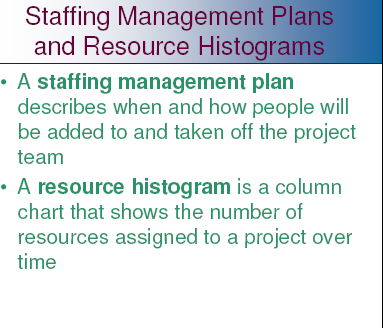 Staffing Management Plans
and Resource Histograms
• A staffing management plan
describes when and how people will
be added to and taken off the project
team
• A resource histogram is a column
chart that shows the number of
resources assigned to a project over
time